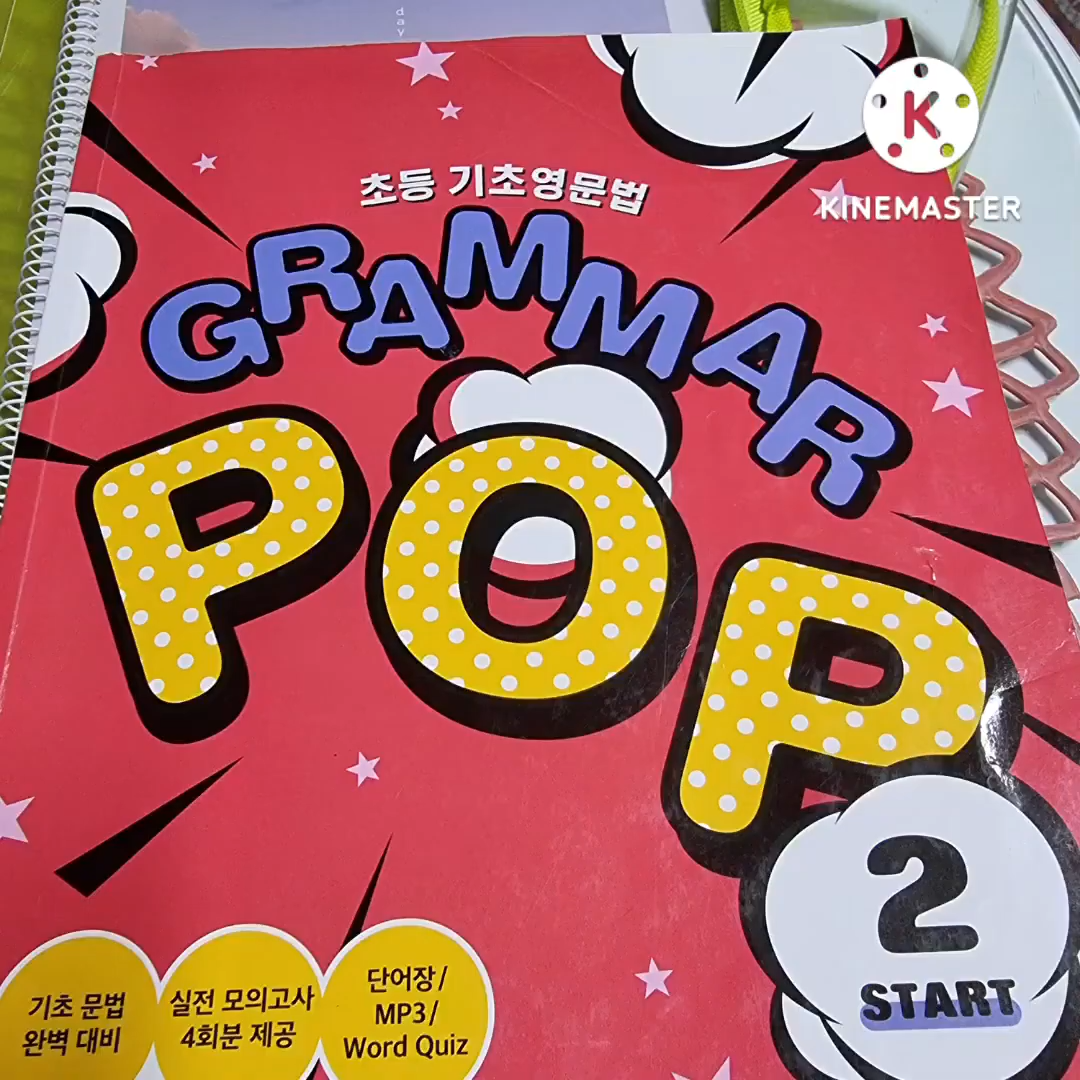 day
K
KINEMASTER
초등 기초영문법
GRAMMAR
POP
2
START
기초 문법
완벽 대비
실전 모의고사
4회분 제공
단어장/
MP3/
Word Quiz